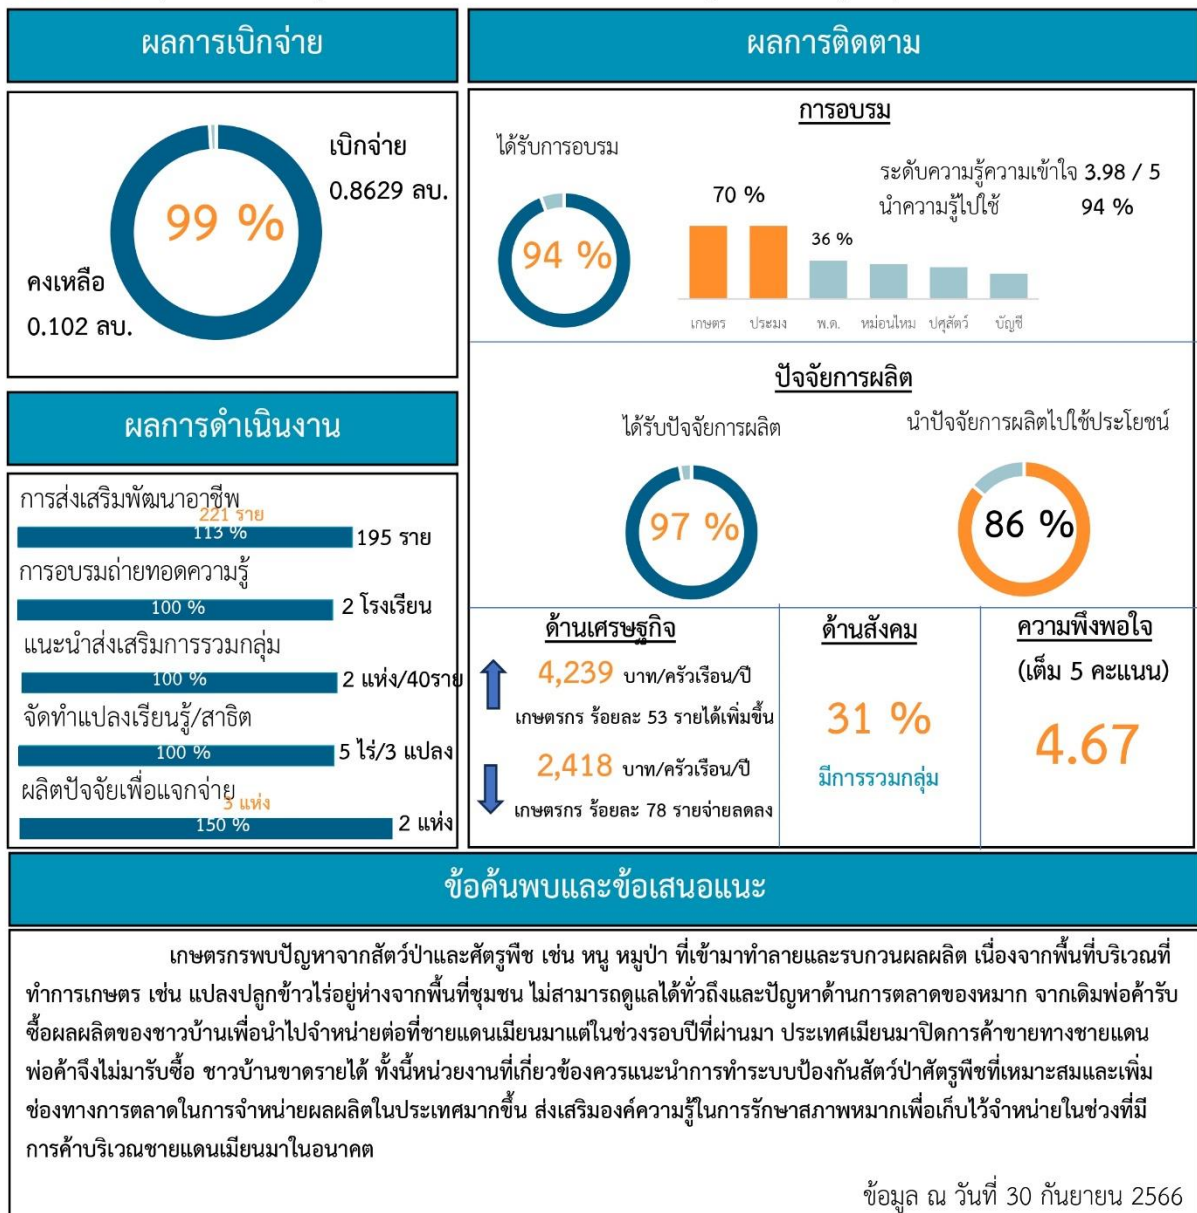 ผลการเบิกจ่าย
99 %
เบิกจ่าย
0.8629 ลบ.
คงเหลือ
0.102 ลบ.
ผลการดำเนินงาน
การส่งเสริมพัฒนาอาชีพ
221 ราย
113 %
195 ราย
การอบรมถ่ายทอดความรู้
100 %
2 โรงเรียน
แนะนำส่งเสริมการรวมกลุ่ม
100 %
2 แห่ง/40ราย
จัดทำแปลงเรียนรู้/สาธิต
100 %
5 ไร่/3 แปลง
ผลิตปัจจัยเพื่อแจกจ่าย
3 แห่ง
150 %
2 แห่ง
ผลการติดตาม
การอบรม
ได้รับการอบรม
94 %
70 %
36 %
เกษตร ประมง พ.ด. หม่อนไหม ปศุสัตว์ บัญชี
ระดับความรู้ความเข้าใจ 3.98 / 5
นำความรู้ไปใช้ 94 %
ปัจจัยการผลิต
ได้รับปัจจัยการผลิต
97 %
นำปัจจัยการผลิตไปใช้ประโยชน์
86 %
ด้านเศรษฐกิจ
4,239 บาท/ครัวเรือน/ปี
เกษตรกร ร้อยละ 53 รายได้เพิ่มขึ้น
2,418 บาท/ครัวเรือน/ปี
เกษตรกร ร้อยละ 78 รายจ่ายลดลง
ด้านสังคม
31 %
มีการรวมกลุ่ม
ความพึงพอใจ
(เต็ม 5 คะแนน)
4.67
ข้อค้นพบและข้อเสนอแนะ
เกษตรกรพบปัญหาจากสัตว์ป่าและศัตรูพืช เช่น หนู หมูป่า ที่เข้ามาทำลายและรบกวนผลผลิต เนื่องจากพื้นที่บริเวณที่
ทำการเกษตร เช่น แปลงปลูกข้าวไร่อยู่ห่างจากพื้นที่ชุมชน ไม่สามารถดูแลได้ทั่วถึงและปัญหาด้านการตลาดของหมาก จากเดิมพ่อค้ารับ
ซื้อผลผลิตของชาวบ้านเพื่อนำไปจำหน่ายต่อที่ชายแดนเมียนมาแต่ในช่วงรอบปีที่ผ่านมา ประเทศเมียนมาปิดการค้าขายทางชายแดน
พ่อค้าจึงไม่มารับซื้อ ชาวบ้านขาดรายได้ ทั้งนี้หน่วยงานที่เกี่ยวข้องควรแนะนำการทำระบบป้องกันสัตว์ป่าศัตรูพืชที่เหมาะสมและเพิ่ม
ช่องทางการตลาดในการจำหน่ายผลผลิตในประเทศมากขึ้น ส่งเสริมองค์ความรู้ในการรักษาสภาพหมากเพื่อเก็บไว้จำหน่ายในช่วงที่มี
การค้าบริเวณชายแดนเมียนมาในอนาคต
ข้อมูล ณ วันที่ 30 กันยายน 2566